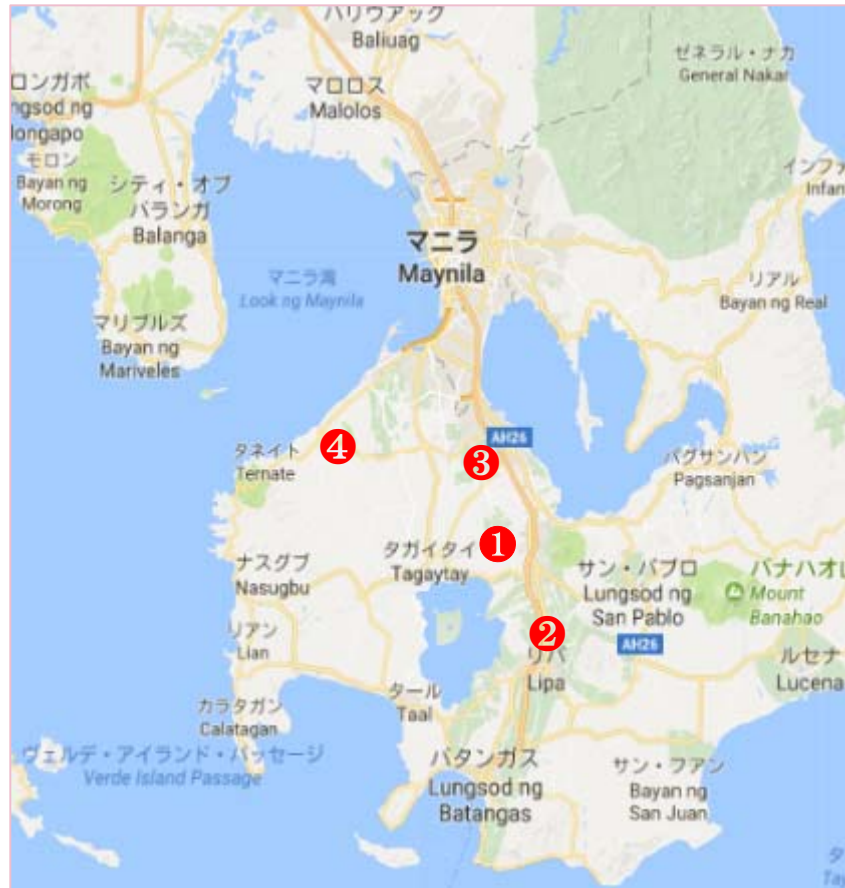 ハリウアッグ
Baliuag
ゼネラル・ナカ
General Nakar
ロンガポ
ngsod ng
longapo
マロロス
Malolos
モロン
Bayan ng
Morong
シティ・オブ
バランガ
Balanga
インファ
Infan
マニラ
Maynila
マニラ湾
Look ng Maynila
リアル
Bayan ng Real
マリブルズ
Bayan ng
Mariveles
AH26
④
③
タネイト
Ternate
パグサンハン
Pagsanjan
①
タガイタイ
Tagaytay
ナスグブ
Nasugbu
サン・パブロ
Lungsod ng
San Pablo
バナハオ
Mount
Banahao
②
AH26
リアン
Lian
リパ
Lipa
ルセナ
Lucena
タール
Taal
カラタガン
Calatagan
ヴェルデ・アイランド・パッセージ
Verde Island Passage
バタンガス
Lungsod ng
Batangas
サン・フアン
Bayan ng
San Juan
タ
Tay